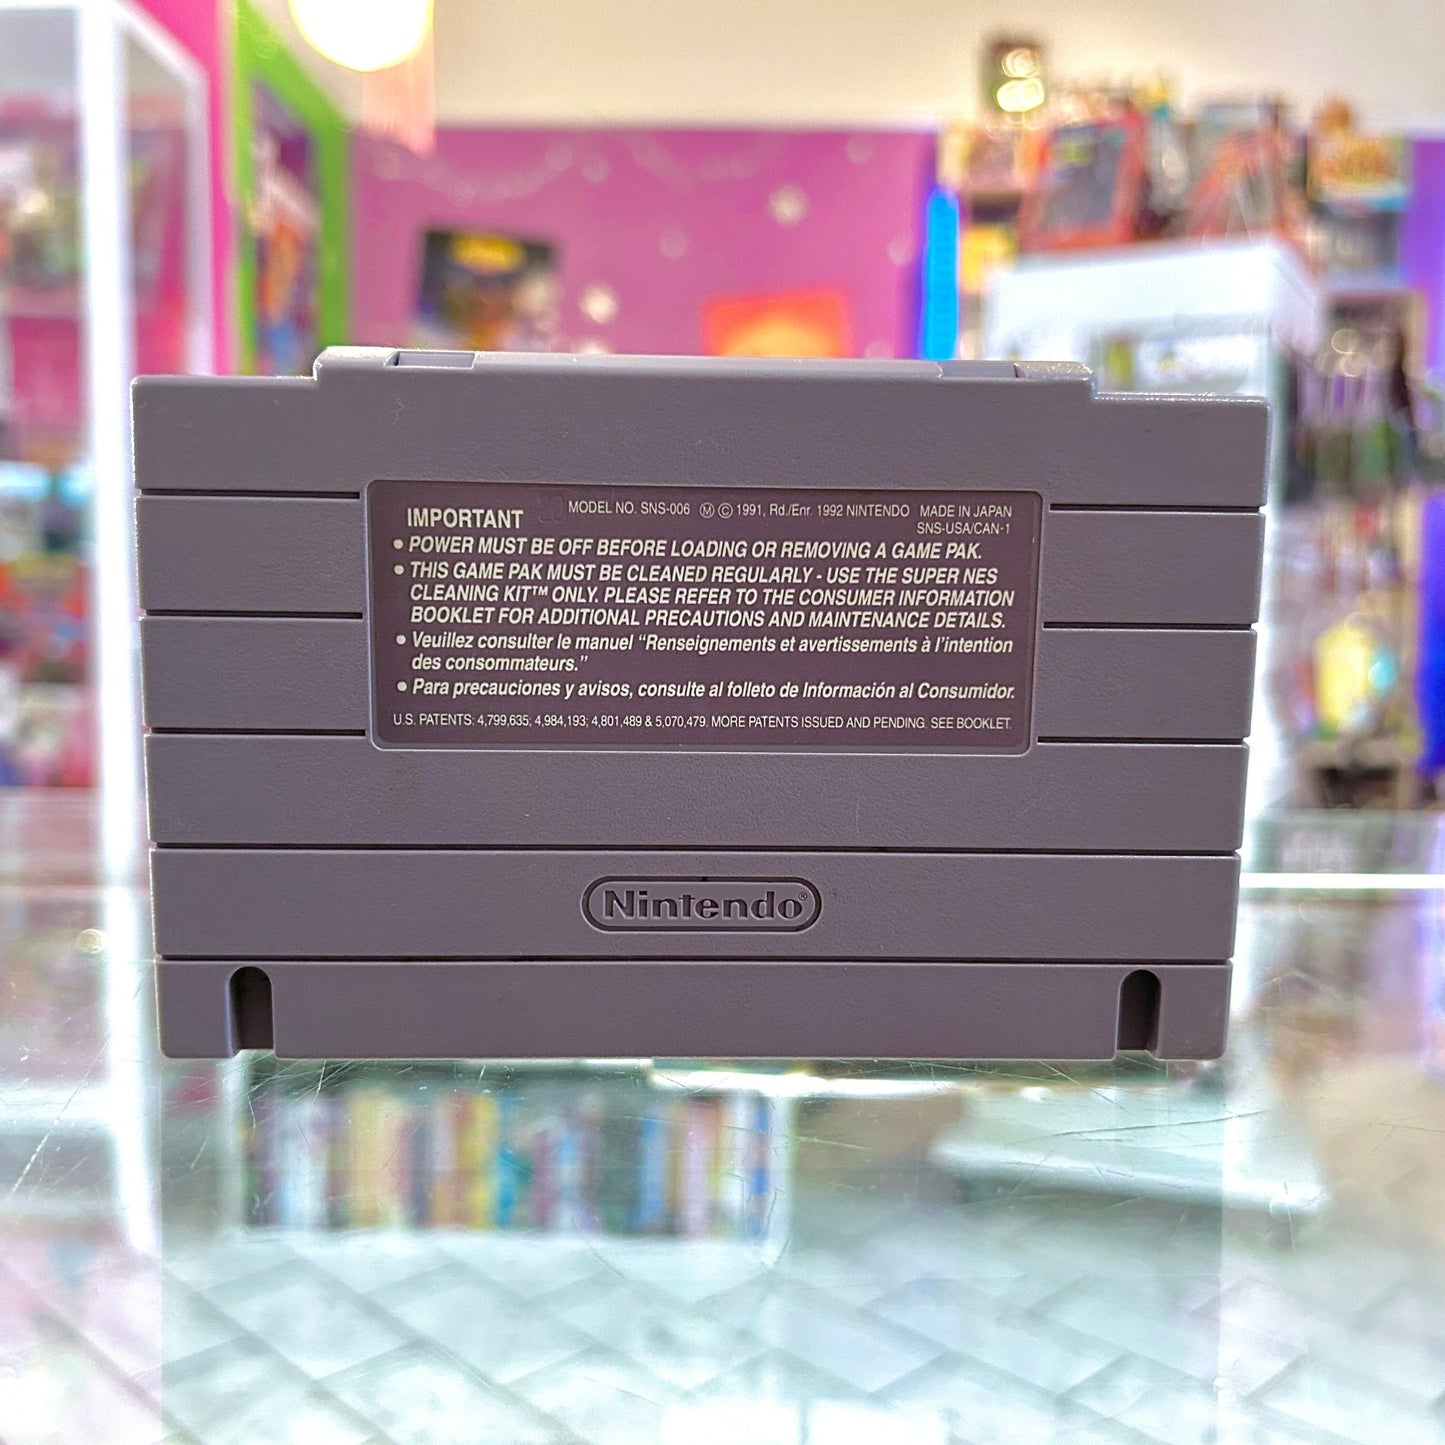 IMPORTANT
MODEL NO. SNS-006 Ⓜ © 1991, Rd./Enr. 1992 NINTENDO MADE IN JAPAN
SNS-USA/CAN-1
• POWER MUST BE OFF BEFORE LOADING OR REMOVING A GAME PAK.
• THIS GAME PAK MUST BE CLEANED REGULARLY - USE THE SUPER NES
CLEANING KIT™ ONLY. PLEASE REFER TO THE CONSUMER INFORMATION
BOOKLET FOR ADDITIONAL PRECAUTIONS AND MAINTENANCE DETAILS.
• Veuillez consulter le manuel “Renseignements et avertissements à l’intention
des consommateurs.”
• Para precauciones y avisos, consulte al folleto de Información al Consumidor.
U.S. PATENTS: 4,799,635; 4,984,193; 4,801,489 & 5,070,479. MORE PATENTS ISSUED AND PENDING. SEE BOOKLET.
Nintendo®